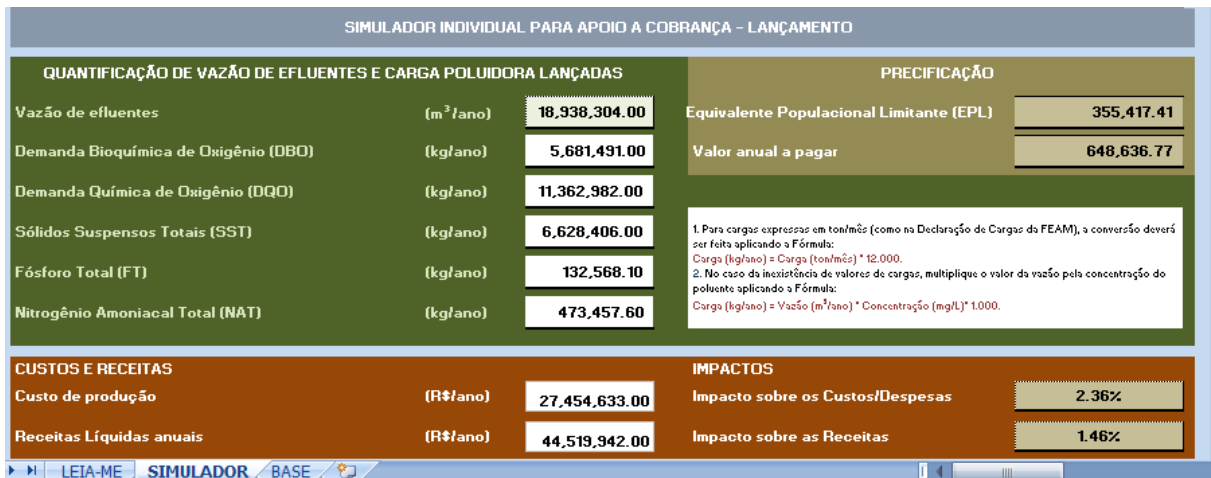 SIMULADOR INDIVIDUAL PARA APOIO A COBRANÇA - LANÇAMENTO
QUANTIFICAÇÃO DE VAZÃO DE EFLUENTES E CARGA POLUIDORA LANÇADAS
Vazão de efluentes (m³/ano) 18,938,304.00
Demanda Bioquímica de Oxigênio (DBO) (kg/ano) 5,681,491.00
Demanda Química de Oxigênio (DQO) (kg/ano) 11,362,982.00
Sólidos Suspensos Totais (SST) (kg/ano) 6,628,406.00
Fósforo Total (FT) (kg/ano) 132,568.10
Nitrogênio Amoniacal Total (NAT) (kg/ano) 473,457.60
PRECIFICAÇÃO
Equivalente Populacional Limitante (EPL) 355,417.41
Valor anual a pagar 648,636.77
1. Para cargas expressas em ton/mês (como na Declaração de Cargas da FEAM), a conversão deverá
ser feita aplicando a Fórmula:
Carga (kg/ano) = Carga (ton/mês) * 12.000.
2. No caso da inexistência de valores de cargas, multiplique o valor da vazão pela concentração do
poluente aplicando a Fórmula:
Carga (kg/ano) = Vazão (m³/ano) * Concentração (mg/L)* 1.000.
CUSTOS E RECEITAS
Custo de produção (R$/ano) 27,454,633.00
Receitas Líquidas anuais (R$/ano) 44,519,942.00
IMPACTOS
Impacto sobre os Custos/Despesas 2.36%
Impacto sobre as Receitas 1.46%
LEIA-ME SIMULADOR BASE